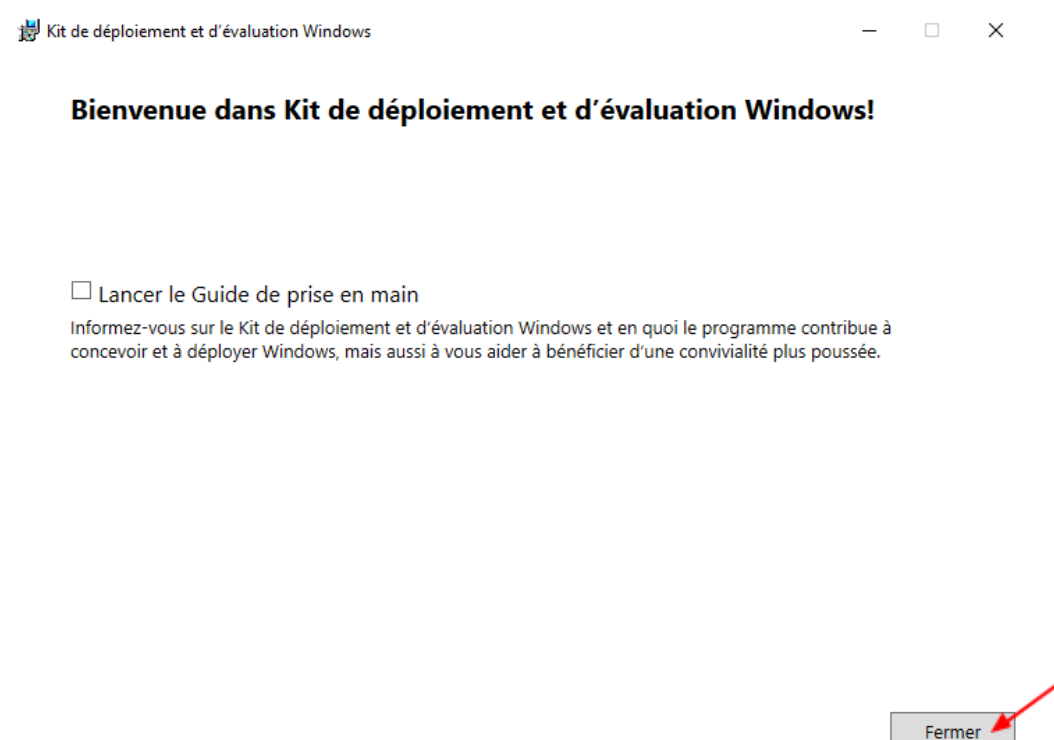 Kit de déploiement et d'évaluation Windows
Bienvenue dans Kit de déploiement et d'évaluation Windows!
Lancer le Guide de prise en main
Informez-vous sur le Kit de déploiement et d'évaluation Windows et en quoi le programme contribue à
concevoir et à déployer Windows, mais aussi à vous aider à bénéficier d'une convivialité plus poussée.
Fermer